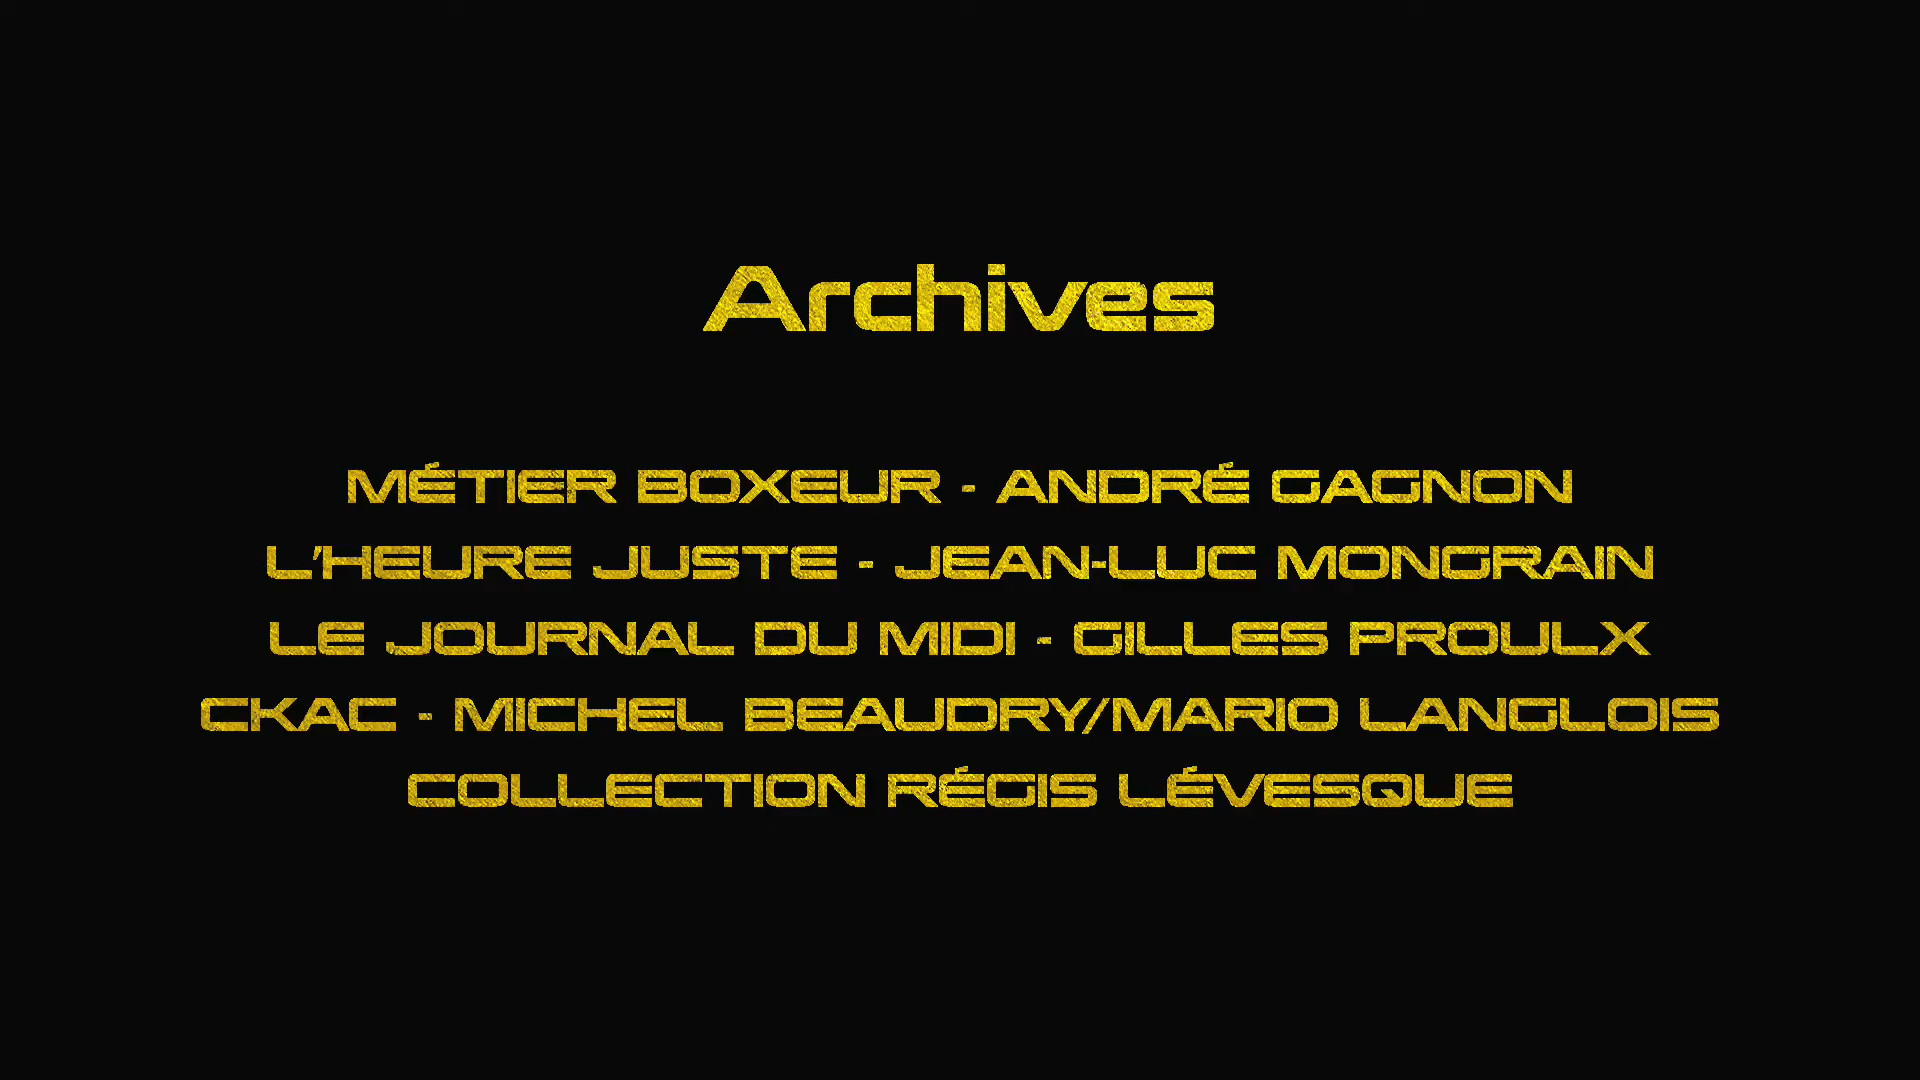 Archives
MÉTIER BOXEUR - ANDRÉ GAGNON
L'HEURE JUSTE - JEAN-LUC MONGRAIN
LE JOURNAL DU MIDI - GILLES PROULX
CKAC - MICHEL BEAUDRY/MARIO LANGLOIS
COLLECTION RÉGIS LÉVESQUE